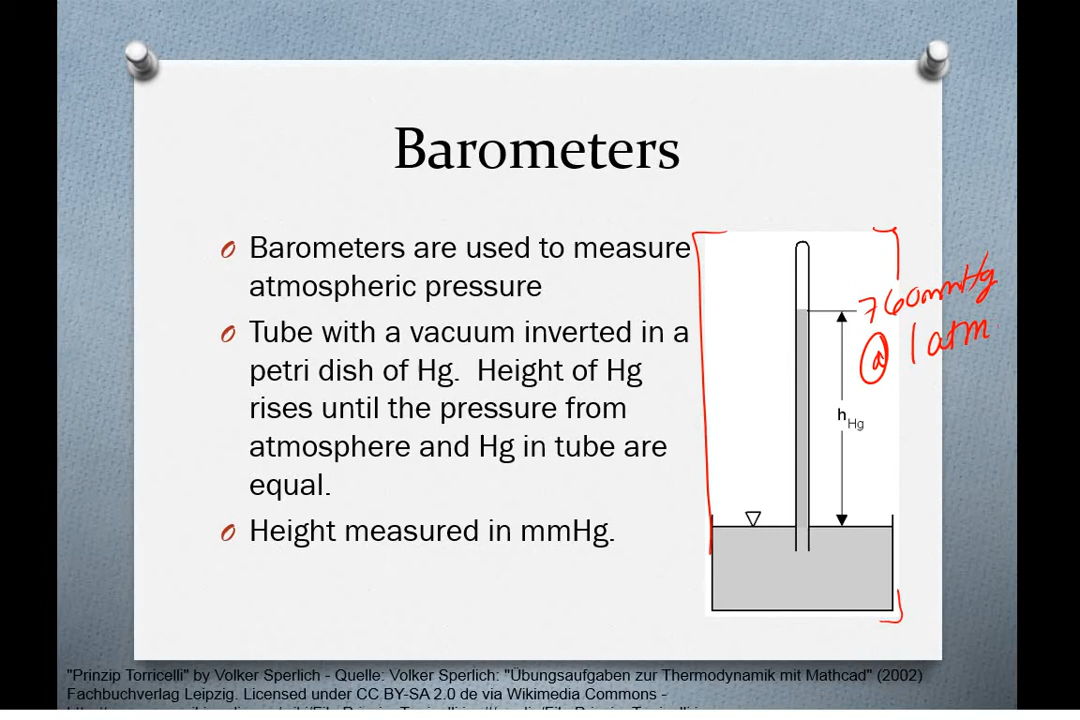 Barometers
Barometers are used to measure
atmospheric pressure
Tube with a vacuum inverted in a
petri dish of Hg. Height of Hg
rises until the pressure from
atmosphere and Hg in tube are
equal.
Height measured in mmHg.
760mmHg
@ 1 atm
hHg
"Prinzip Torricelli" by Volker Sperlich - Quelle: Volker Sperlich: "Übungsaufgaben zur Thermodynamik mit Mathcad" (2002)
Fachbuchverlag Leipzig. Licensed under CC BY-SA 2.0 de via Wikimedia Commons -